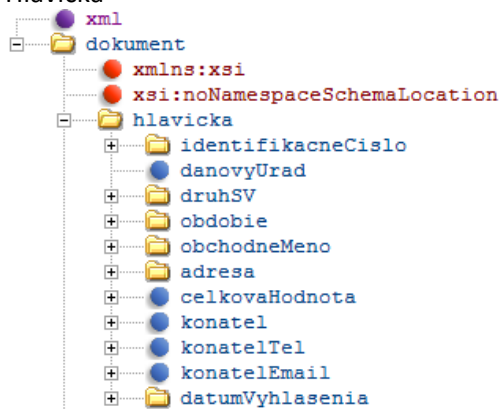 Hlavička
xml
dokument
xmlns:xsi
xsi:noNamespaceSchemaLocation
hlavicka
identifikacneCislo
danovyUrad
druhSV
obdobie
obchodneMeno
adresa
celkovaHodnota
konatel
konatelTel
konatelEmail
datumVyhlasenia